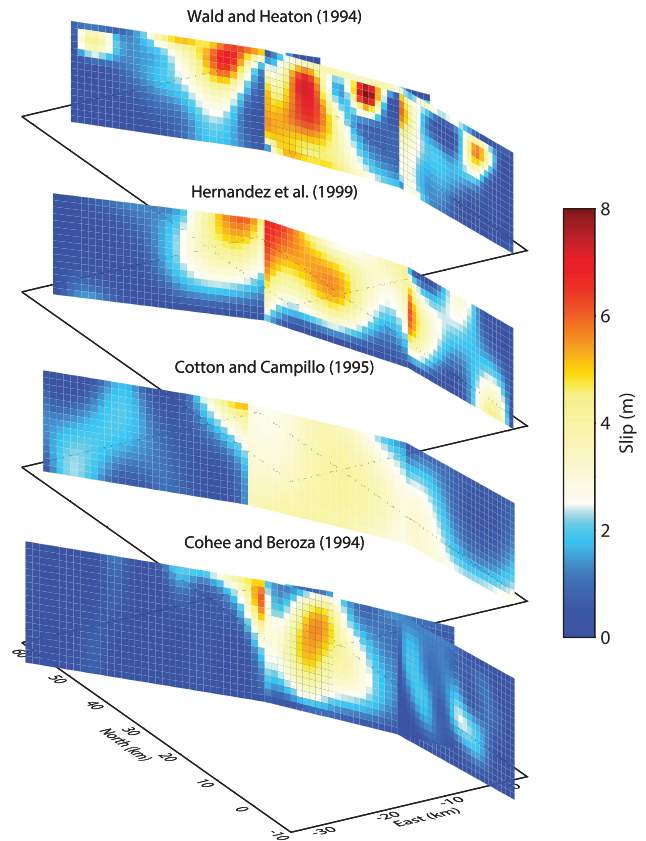 Wald and Heaton (1994)
Hernandez et al. (1999)
Cotton and Campillo (1995)
Cohee and Beroza (1994)
8
6
4
2
0
Slip (m)
60
50
40
30
20
10
0
-10
North (km)
-30
-20
-10
East (km)